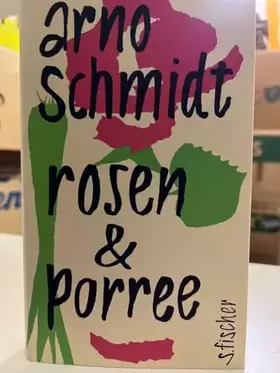 arno
schmidt
rosen
&
porree
s.fischer